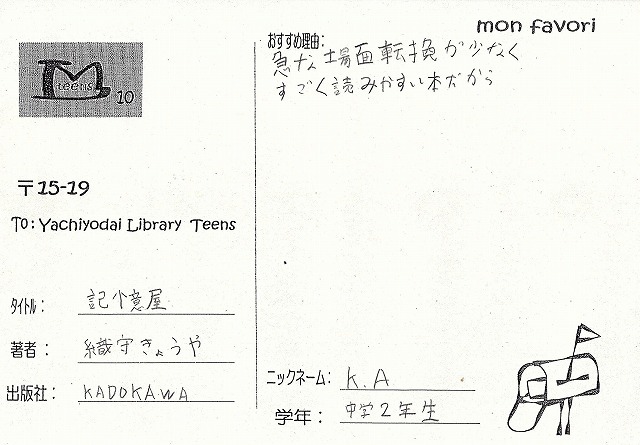 mon favori
M
teens
10
〒15-19
To: Yachiyodai Library Teens
タイトル: 記憶屋
著者: 織守きょうや
出版社: KADOKAWA
おすすめ理由:
急な場面転換が少なく
すごく読みやすい本だから
ニックネーム: K.A
学年: 中学2年生